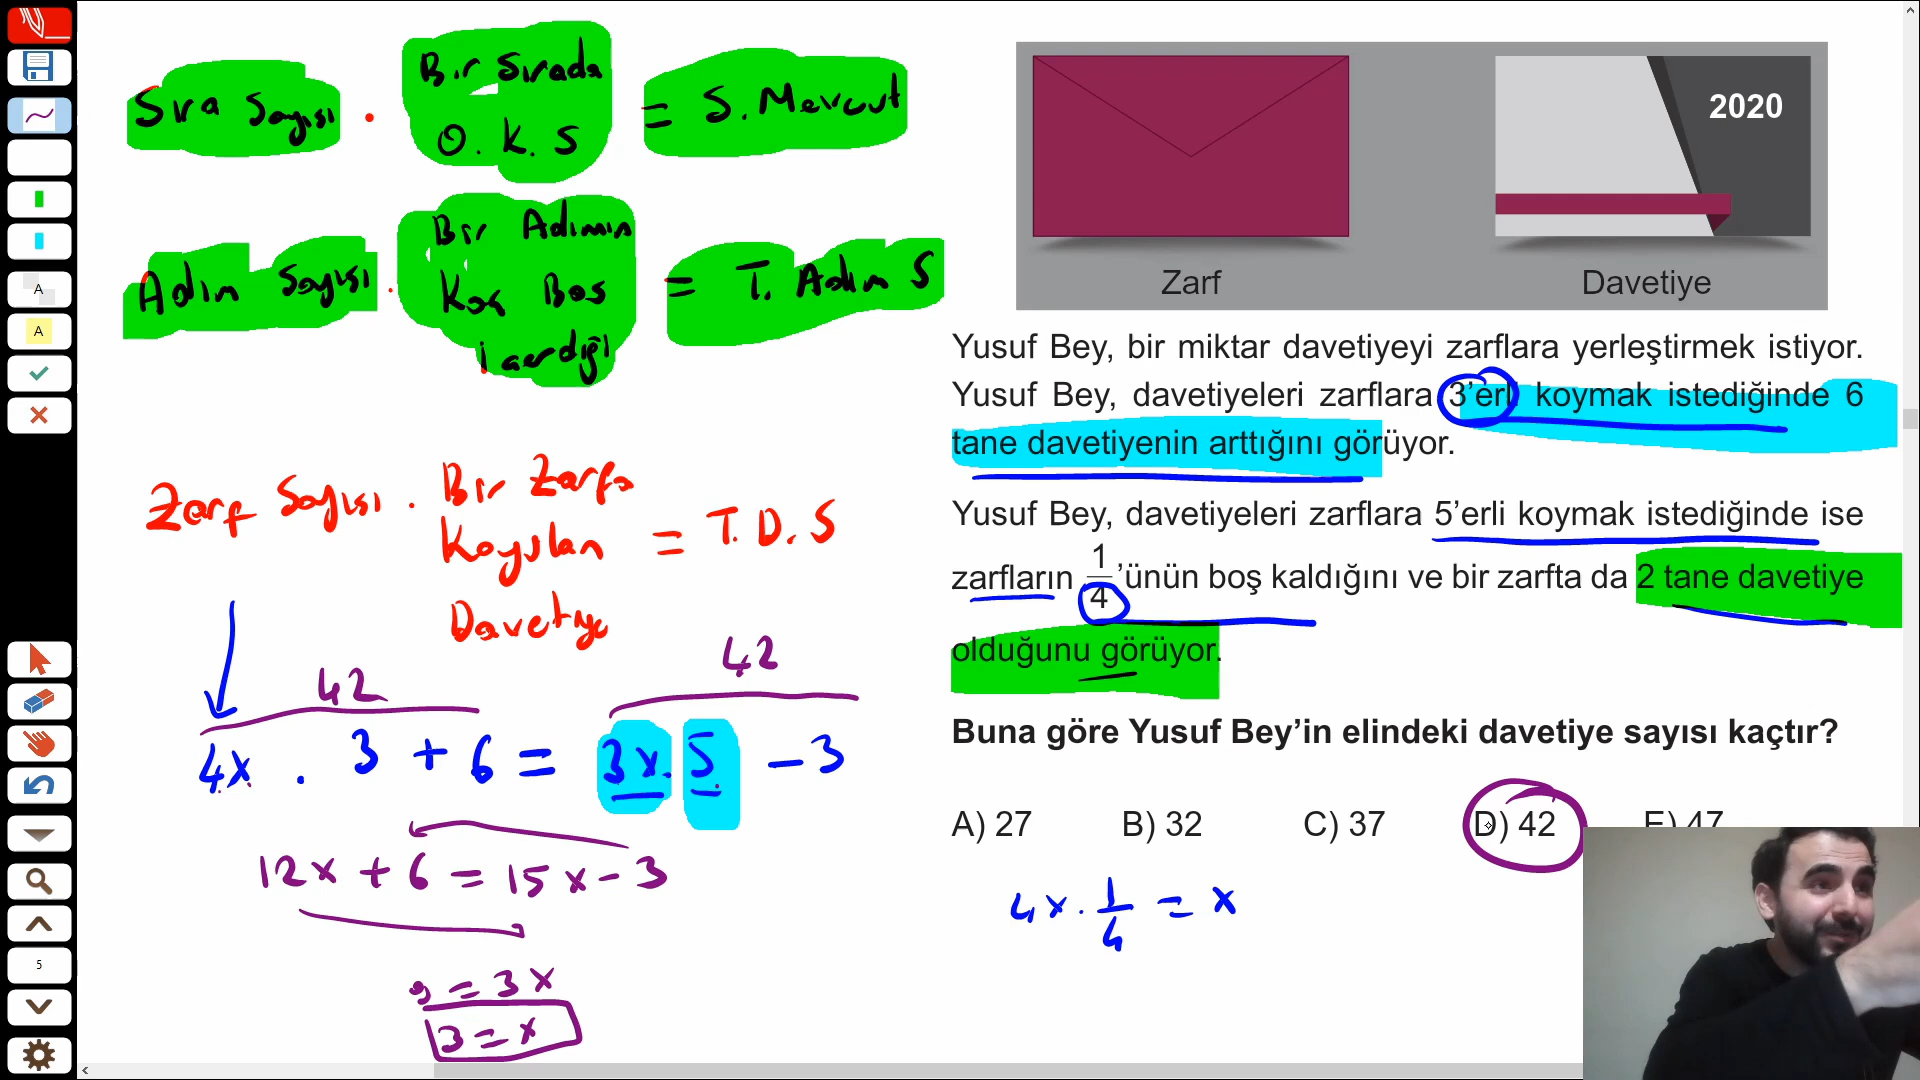 Sıra Sayısı . Bir Sırada O. K. S = S. Mevcut
Adım Sayısı . Bir Adımın Kaç Bas içerdiği = T. Adım S
Zarf Sayısı . Bir Zarfa Koyulan Davetiye = T. D. S
42
42
4x . 3 + 6 = 3x . 5 - 3
12x + 6 = 15x - 3
9 = 3x
3 = x
2020
Zarf
Davetiye
Yusuf Bey, bir miktar davetiyeyi zarflara yerleştirmek istiyor.
Yusuf Bey, davetiyeleri zarflara 3’erli koymak istediğinde 6
tane davetiyenin arttığını görüyor.
Yusuf Bey, davetiyeleri zarflara 5’erli koymak istediğinde ise
zarfların 1/4 ’ünün boş kaldığını ve bir zarfta da 2 tane davetiye
olduğunu görüyor.
Buna göre Yusuf Bey’in elindeki davetiye sayısı kaçtır?
A) 27 B) 32 C) 37 D) 42 E) 47
4x . 1/4 = x
A
A
5